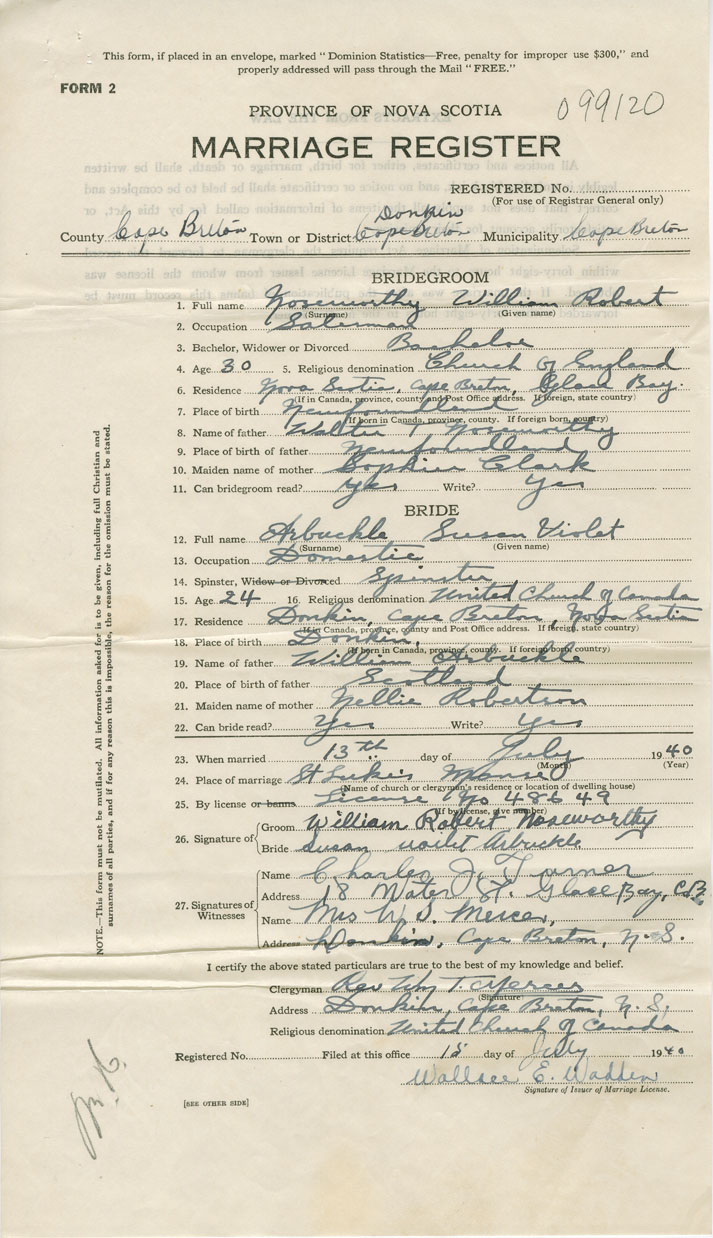 This form, if placed in an envelope, marked "Dominion Statistics—Free, penalty for improper use $300," and
properly addressed will pass through the Mail "FREE."
FORM 2
099120
PROVINCE OF NOVA SCOTIA
MARRIAGE REGISTER
REGISTERED No.
(For use of Registrar General only)
Donkin
County Cape Breton Town or District Cape Breton Municipality Cape Breton
BRIDEGROOM
1. Full name Noseworthy William Robert
(Surname) (Given name)
2. Occupation
3. Bachelor, Widower or Divorced Bachelor
4. Age 30 5. Religious denomination Church of England
6. Residence Nova Scotia, Cape Breton, Glace Bay.
(If in Canada, province, county and Post Office address. If foreign, state country)
7. Place of birth Newfoundland
(If born in Canada, province, county. If foreign born, country)
8. Name of father Walter Noseworthy
9. Place of birth of father Newfoundland
10. Maiden name of mother Clark
11. Can bridegroom read? Yes Write? Yes
BRIDE
12. Full name Arbuckle Susan Violet
(Surname) (Given name)
13. Occupation Domestic
14. Spinster, Widow or Divorced Spinster
15. Age 24 16. Religious denomination United Church of Canada
17. Residence Donkin, Cape Breton, Nova Scotia
(If in Canada, province, county and Post Office address. If foreign, state country)
18. Place of birth Donkin,
(If born in Canada, province, county. If foreign born, country)
19. Name of father William Arbuckle
20. Place of birth of father Scotland
21. Maiden name of mother Nellie Robertson
22. Can bride read? Yes Write? Yes
23. When married 13th day of July 1940
(Month) (Year)
24. Place of marriage St Luke's Manse
(Name of church or clergyman's residence or location of dwelling house)
25. By license or banns License No 48649
(If by license, give number)
26. Signature of Groom William Robert Noseworthy
Bride Susan Arbuckle
27. Signatures of Witnesses
Name Charles J. Turner
Address 18 Water St. Glace Bay, C.B.
Name Mrs W. T. Mercer,
Address Donkin, Cape Breton, N.S.
I certify the above stated particulars are true to the best of my knowledge and belief.
Clergyman Rev Wm T. Mercer
(Signature)
Address Donkin, Cape Breton, N.S.
Religious denomination United Church of Canada
Registered No. Filed at this office 15 day of July 1940
Wallace E. Wadden
Signature of Issuer of Marriage License.
[SEE OTHER SIDE]
NOTE.—This form must not be mutilated. All information asked for is to be given, including full Christian and
surnames of all parties, and if for any reason this is impossible, the reason for the omission must be stated.